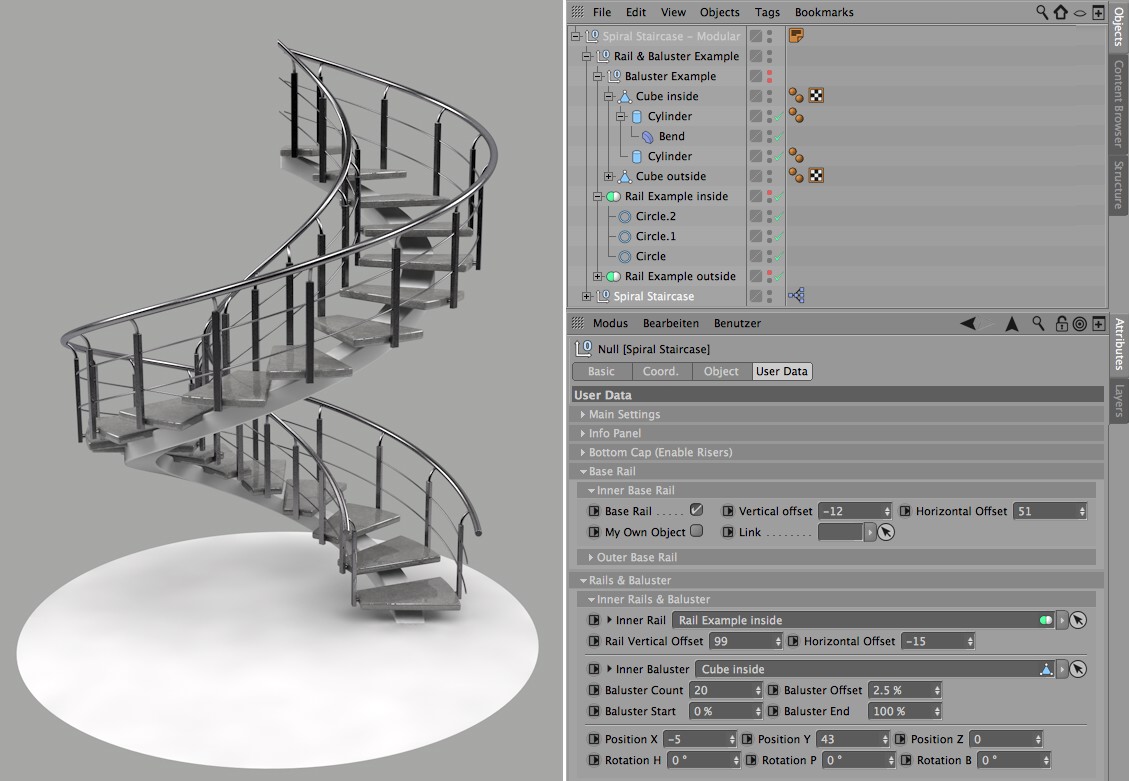 File Edit View Objects Tags Bookmarks
Spiral Staircase – Modular
Rail & Baluster Example
Baluster Example
Cube inside
Cylinder
Bend
Cylinder
Cube outside
Rail Example inside
Circle.2
Circle.1
Circle
Rail Example outside
Spiral Staircase
Objects
Content Browser
Structure
Modus Bearbeiten Benutzer
Null [Spiral Staircase]
Basic Coord. Object User Data
User Data
Main Settings
Info Panel
Bottom Cap (Enable Risers)
Base Rail
Inner Base Rail
Base Rail ..... Vertical offset -12 Horizontal Offset 51
My Own Object Link ........
Outer Base Rail
Rails & Baluster
Inner Rails & Baluster
Inner Rail Rail Example inside
Rail Vertical Offset 99 Horizontal Offset -15
Inner Baluster Cube inside
Baluster Count 20 Baluster Offset 2.5 %
Baluster Start 0 % Baluster End 100 %
Position X -5 Position Y 43 Position Z 0
Rotation H 0 ° Rotation P 0 ° Rotation B 0 °
Attributes
Layers